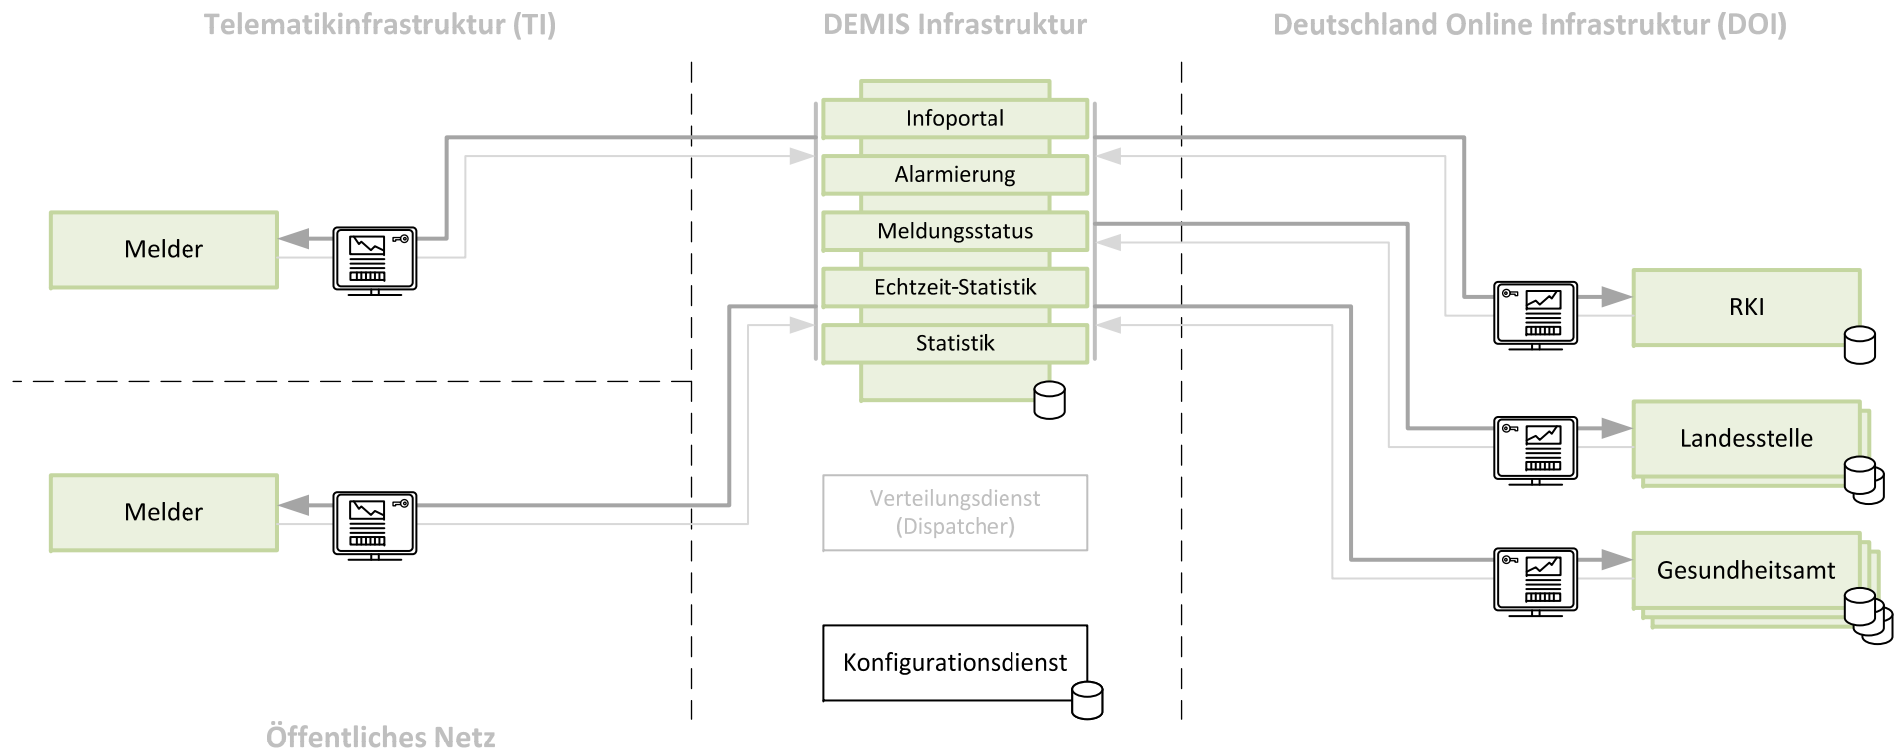 Telematikinfrastruktur (TI)
DEMIS Infrastruktur
Deutschland Online Infrastruktur (DOI)
Infoportal
Alarmierung
Meldungsstatus
Echtzeit-Statistik
Statistik
Melder
Melder
RKI
Landesstelle
Gesundheitsamt
Verteilungsdienst
(Dispatcher)
Konfigurationsdienst
Öffentliches Netz